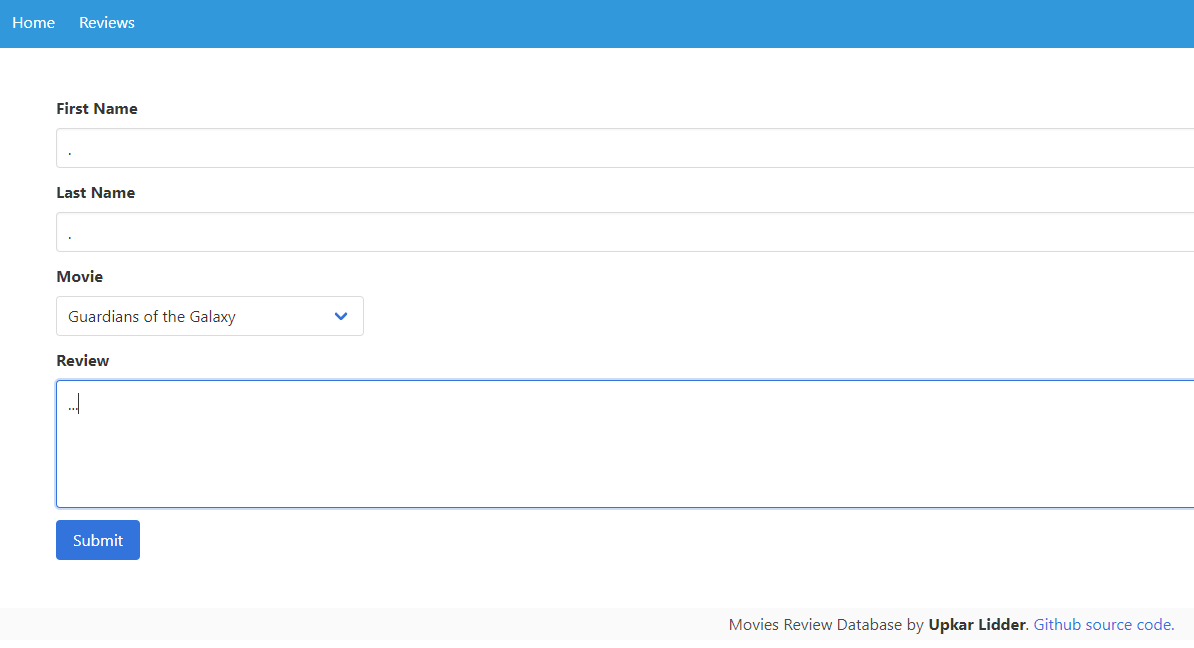 Home Reviews
First Name
.
Last Name
.
Movie
Guardians of the Galaxy
Review
...
Submit
Movies Review Database by Upkar Lidder. Github source code.